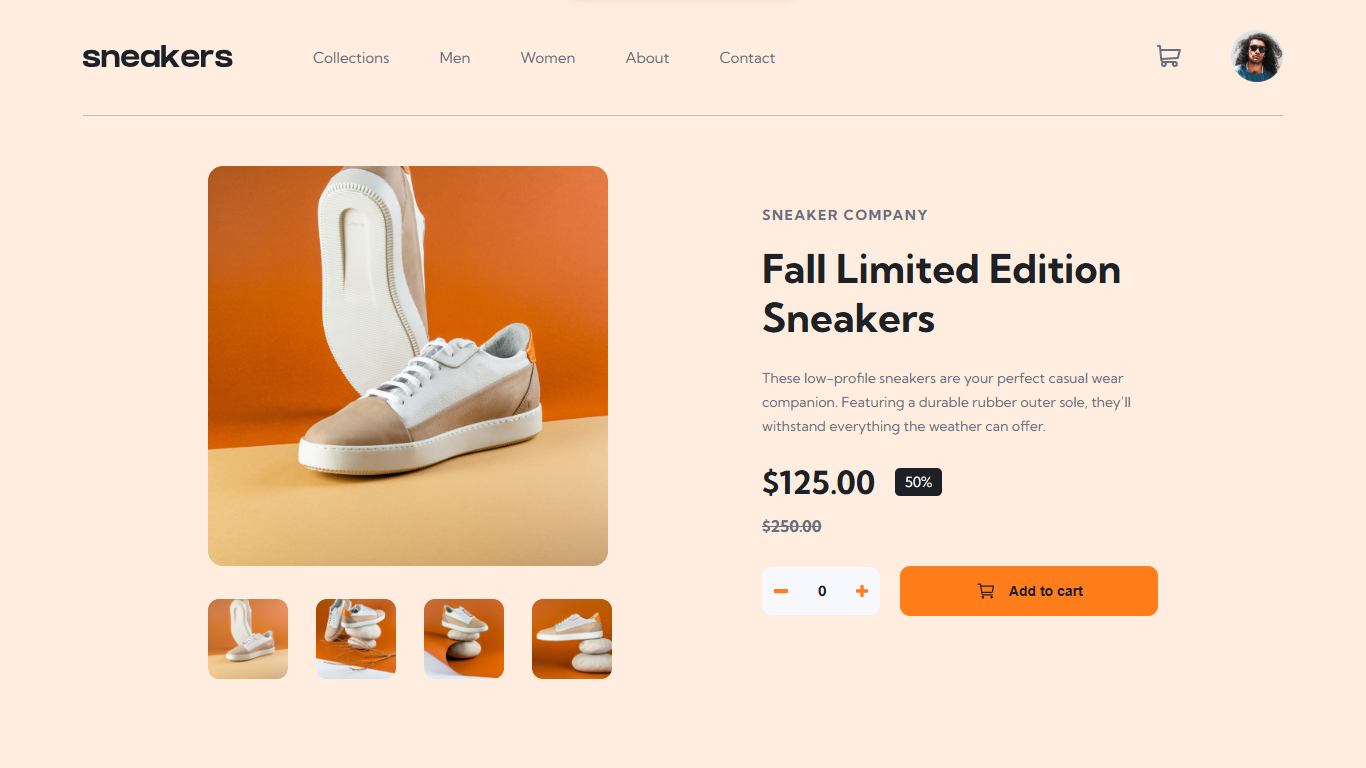 sneakers
Collections Men Women About Contact
SNEAKER COMPANY
Fall Limited Edition
Sneakers
These low-profile sneakers are your perfect casual wear
companion. Featuring a durable rubber outer sole, they’ll
withstand everything the weather can offer.
$125.00 50%
$250.00
0 Add to cart